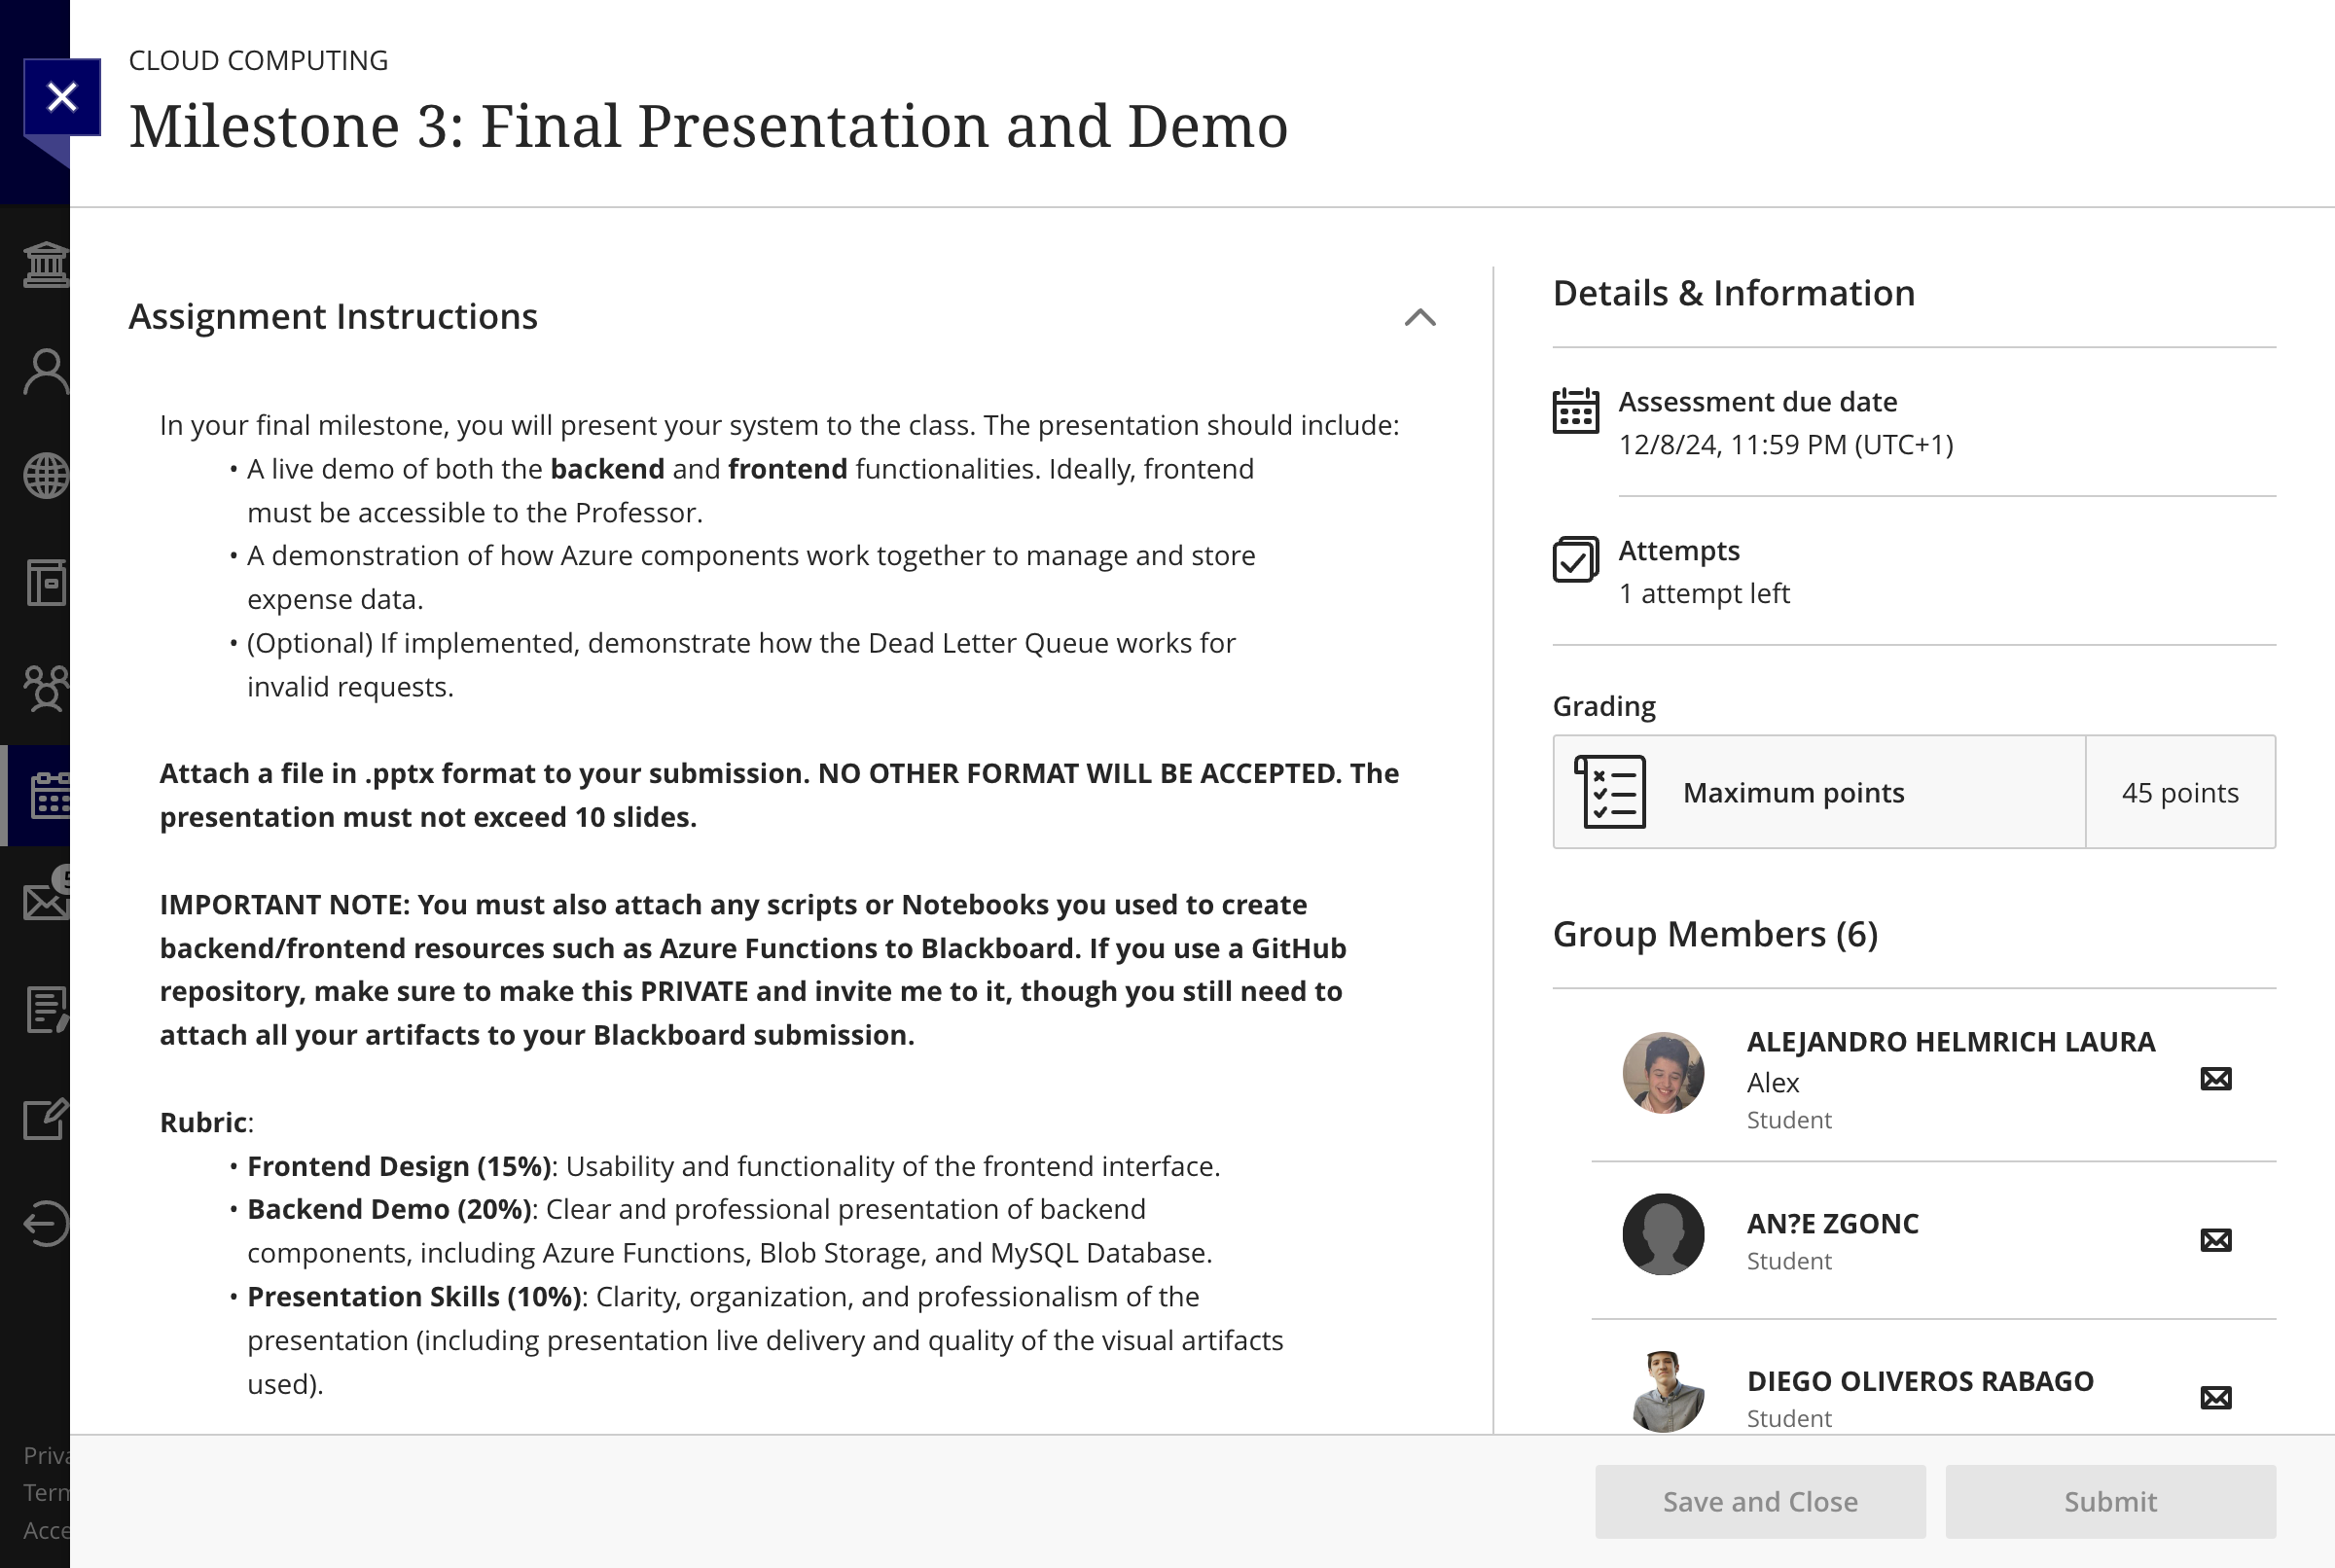 CLOUD COMPUTING
Milestone 3: Final Presentation and Demo
Assignment Instructions
In your final milestone, you will present your system to the class. The presentation should include:
• A live demo of both the backend and frontend functionalities. Ideally, frontend
must be accessible to the Professor.
• A demonstration of how Azure components work together to manage and store
expense data.
• (Optional) If implemented, demonstrate how the Dead Letter Queue works for
invalid requests.
Attach a file in .pptx format to your submission. NO OTHER FORMAT WILL BE ACCEPTED. The
presentation must not exceed 10 slides.
IMPORTANT NOTE: You must also attach any scripts or Notebooks you used to create
backend/frontend resources such as Azure Functions to Blackboard. If you use a GitHub
repository, make sure to make this PRIVATE and invite me to it, though you still need to
attach all your artifacts to your Blackboard submission.
Rubric:
• Frontend Design (15%): Usability and functionality of the frontend interface.
• Backend Demo (20%): Clear and professional presentation of backend
components, including Azure Functions, Blob Storage, and MySQL Database.
• Presentation Skills (10%): Clarity, organization, and professionalism of the
presentation (including presentation live delivery and quality of the visual artifacts
used).
Details & Information
Assessment due date
12/8/24, 11:59 PM (UTC+1)
Attempts
1 attempt left
Grading
Maximum points
45 points
Group Members (6)
ALEJANDRO HELMRICH LAURA
Alex
Student
AN?E ZGONC
Student
DIEGO OLIVEROS RABAGO
Student
Save and Close
Submit
Priva
Term
Acce